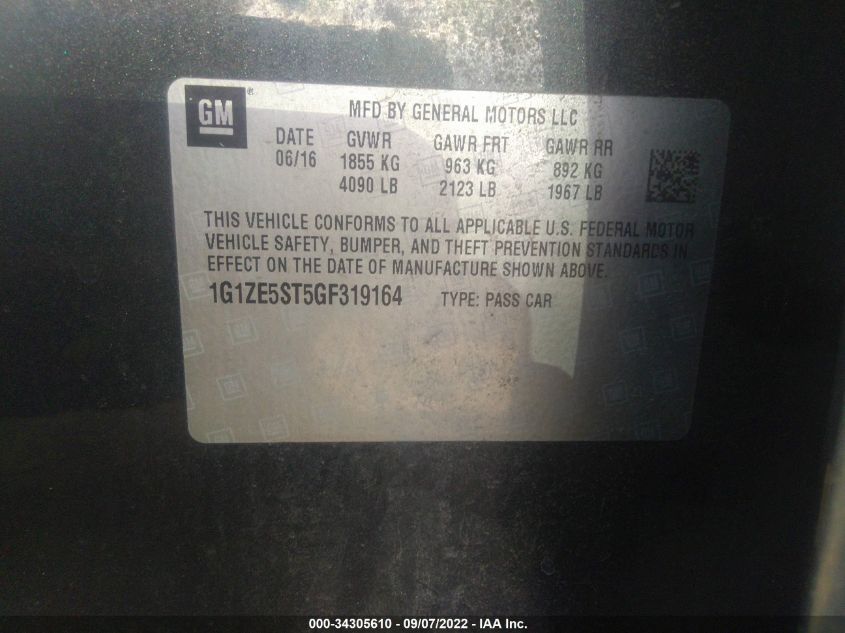 GM
MFD BY GENERAL MOTORS LLC
DATE GVWR GAWR FRT GAWR RR
06/16 1855 KG 963 KG 892 KG
4090 LB 2123 LB 1967 LB
THIS VEHICLE CONFORMS TO ALL APPLICABLE U.S. FEDERAL MOTOR
VEHICLE SAFETY, BUMPER, AND THEFT PREVENTION STANDARDS IN
EFFECT ON THE DATE OF MANUFACTURE SHOWN ABOVE.
1G1ZE5ST5GF319164 TYPE: PASS CAR
000-34305610 - 09/07/2022 - IAA Inc.